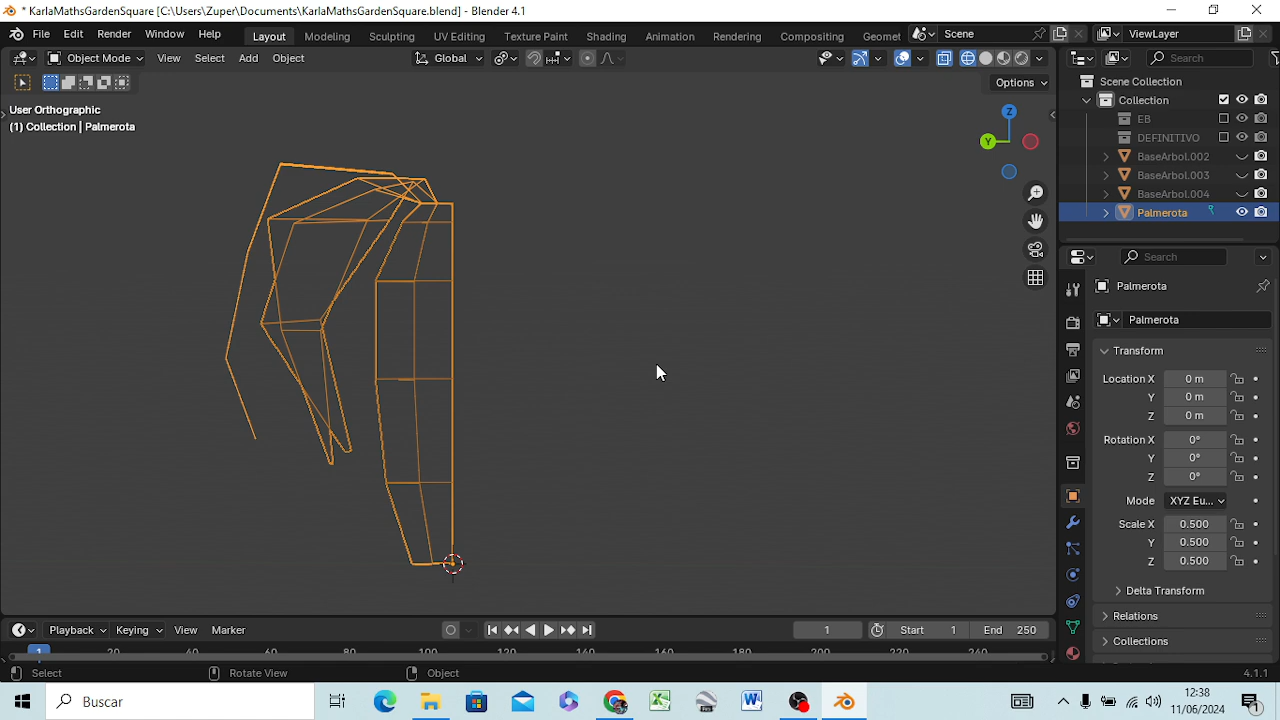 * KarlaMathsGardenSquare [C:\Users\Zuper\Documents\KarlaMathsGardenSquare.blend] - Blender 4.1
File Edit Render Window Help Layout Modeling Sculpting UV Editing Texture Paint Shading Animation Rendering Compositing Geomet Scene ViewLayer
Object Mode View Select Add Object Global Search
Options
User Orthographic
(1) Collection | Palmerota
Z
Y
Scene Collection
Collection
EB
DEFINITIVO
BaseArbol.002
BaseArbol.003
BaseArbol.004
Palmerota
Search
Palmerota
Palmerota
Transform
Location X 0 m
Y 0 m
Z 0 m
Rotation X 0°
Y 0°
Z 0°
Mode XYZ Eu...
Scale X 0.500
Y 0.500
Z 0.500
Delta Transform
Relations
Collections
Playback Keying View Marker 1 Start 1 End 250
1 20 40 60 80 100 120 140 160 180 200 220 240
Select Rotate View Object 4.1.1
Buscar
12:38
11/06/2024
1